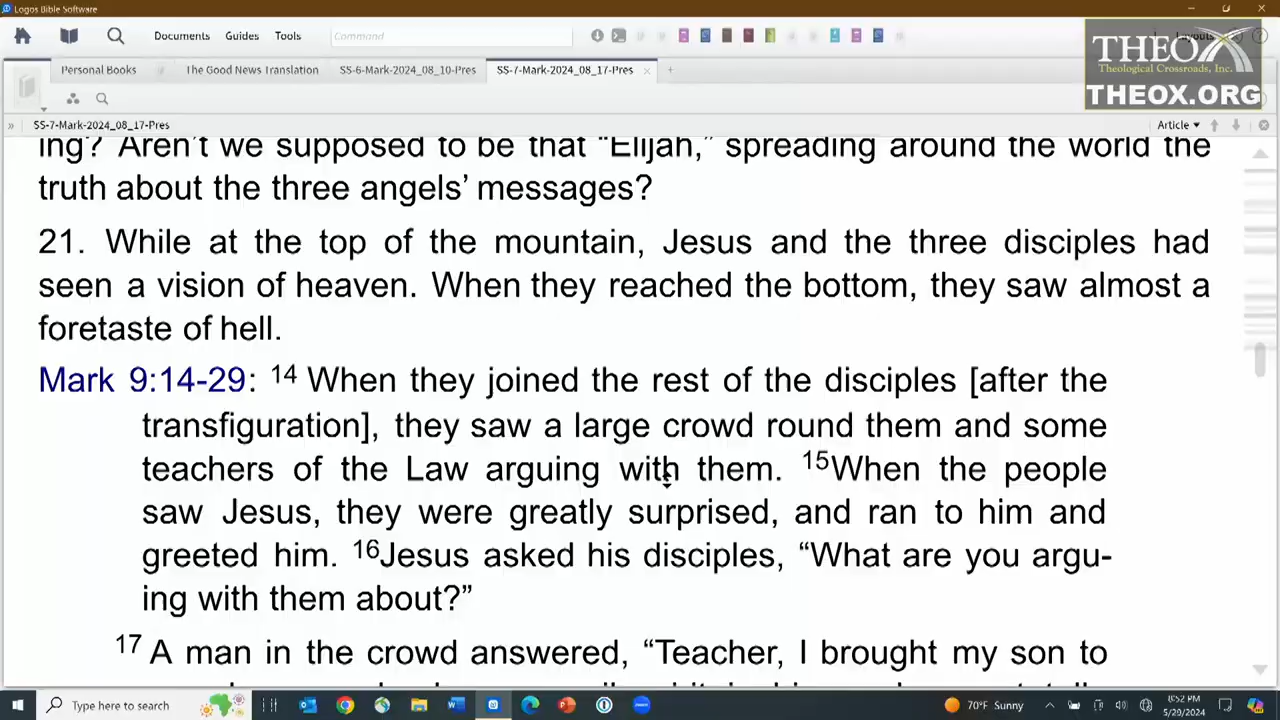 Logos Bible Software
Documents Guides Tools Command Layouts
THEOX
Theological Crossroads, Inc.
THEOX.ORG
Personal Books The Good News Translation SS-6-Mark-2024_08_10-Pres SS-7-Mark-2024_08_17-Pres
SS-7-Mark-2024_08_17-Pres Article
ing? Aren't we supposed to be that “Elijah,” spreading around the world the
truth about the three angels’ messages?
21. While at the top of the mountain, Jesus and the three disciples had
seen a vision of heaven. When they reached the bottom, they saw almost a
foretaste of hell.
Mark 9:14-29: 14 When they joined the rest of the disciples [after the
transfiguration], they saw a large crowd round them and some
teachers of the Law arguing with them. 15When the people
saw Jesus, they were greatly surprised, and ran to him and
greeted him. 16Jesus asked his disciples, “What are you argu-
ing with them about?”
17 A man in the crowd answered, “Teacher, I brought my son to
Type here to search
70°F Sunny
8:52 PM
5/29/2024